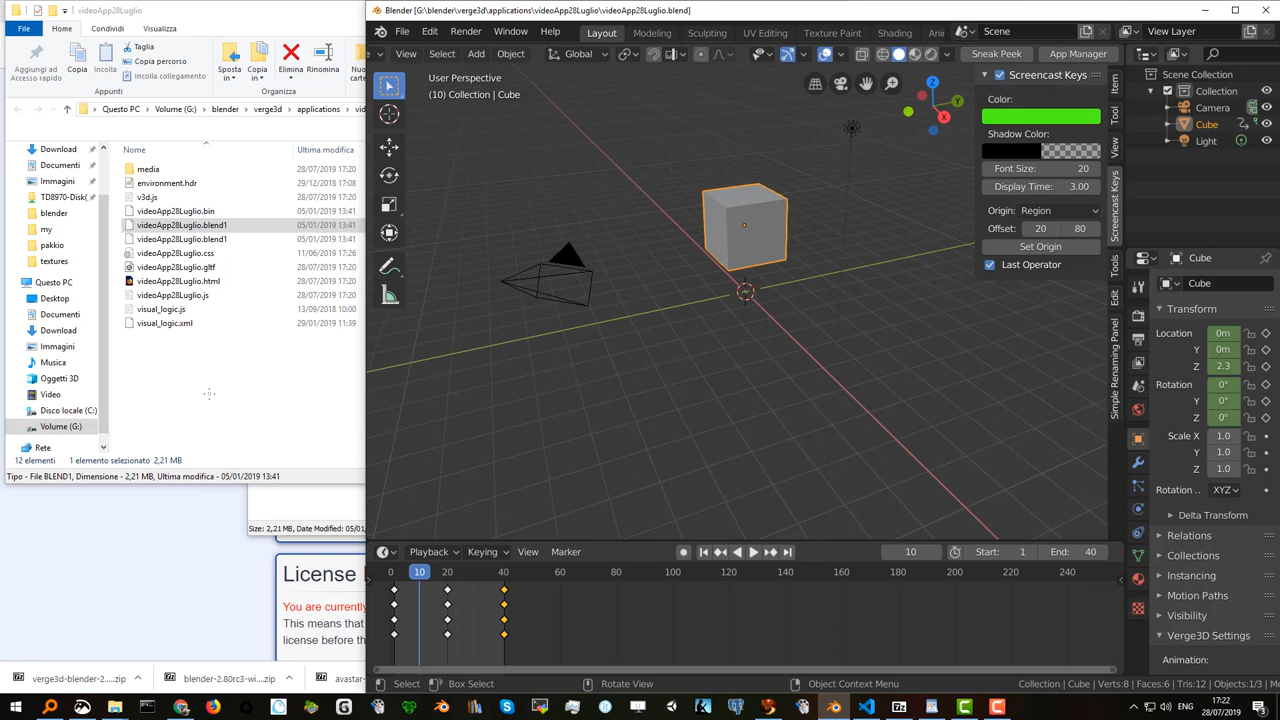 videoApp28Luglio
File
Home
Condividi
Visualizza
Aggiungi ad
Accesso rapido
Copia
Incolla
Taglia
Copia percorso
Incolla collegamento
Sposta
in
Copia
in
Elimina
Rinomina
Appunti
Organizza
Questo PC > Volume (G:) > blender > verge3d > applications > vid
Nome
Ultima modifica
Download
Documenti
Immagini
TD8970-Disk(
blender
my
pakkio
textures
Questo PC
Desktop
Documenti
Download
Immagini
Musica
Oggetti 3D
Video
Disco locale (C:)
Volume (G:)
Rete
media 28/07/2019 17:20
environment.hdr 29/12/2018 17:08
v3d.js 28/07/2019 17:20
videoApp28Luglio.bin 05/01/2019 13:41
videoApp28Luglio.blend1 05/01/2019 13:41
videoApp28Luglio.blend1 05/01/2019 13:41
videoApp28Luglio.css 11/06/2019 17:26
videoApp28Luglio.gltf 28/07/2019 17:20
videoApp28Luglio.html 28/07/2019 17:20
videoApp28Luglio.js 28/07/2019 17:20
visual_logic.js 13/09/2018 10:00
visual_logic.xml 29/01/2019 11:39
12 elementi 1 elemento selezionato 2,21 MB
Tipo - File BLEND1, Dimensione - 2,21 MB, Ultima modifica - 05/01/2019 13:41
Size: 2,21 MB, Date Modified: 05/01
License
You are currently
This means that
license before th
verge3d-blender-2....zip
blender-2.80rc3-wi...zip
avastar-
Blender [G:\blender\verge3d\applications\videoApp28Luglio\videoApp28Luglio.blend]
File Edit Render Window Help
Layout Modeling Sculpting UV Editing Texture Paint Shading Ani
Scene
View Layer
View Select Add Object
Global
Sneak Peek
App Manager
User Perspective
(10) Collection | Cube
Screencast Keys
Color:
Shadow Color:
Font Size: 20
Display Time: 3.00
Origin: Region
Offset: 20 80
Set Origin
Last Operator
Item
Tool
View
Screencast Keys
Tools
Edit
Simple Renaming Panel
Scene Collection
Collection
Camera
Cube
Light
Cube
Cube
Transform
Location 0m
Y 0m
Z 2.3
Rotation 0°
Y 0°
Z 0°
Scale X 1.0
Y 1.0
Z 1.0
Rotation .. XYZ
Delta Transform
Relations
Collections
Instancing
Motion Paths
Visibility
Verge3D Settings
Animation:
Playback Keying View Marker
10
Start: 1
End: 40
0 10 20 40 60 80 100 120 140 160 180 200 220 240
Select
Box Select
Rotate View
Object Context Menu
Collection | Cube | Verts:8 | Faces:6 | Tris:12 | Objects:1/3 | M
ENG
17:22
28/07/2019